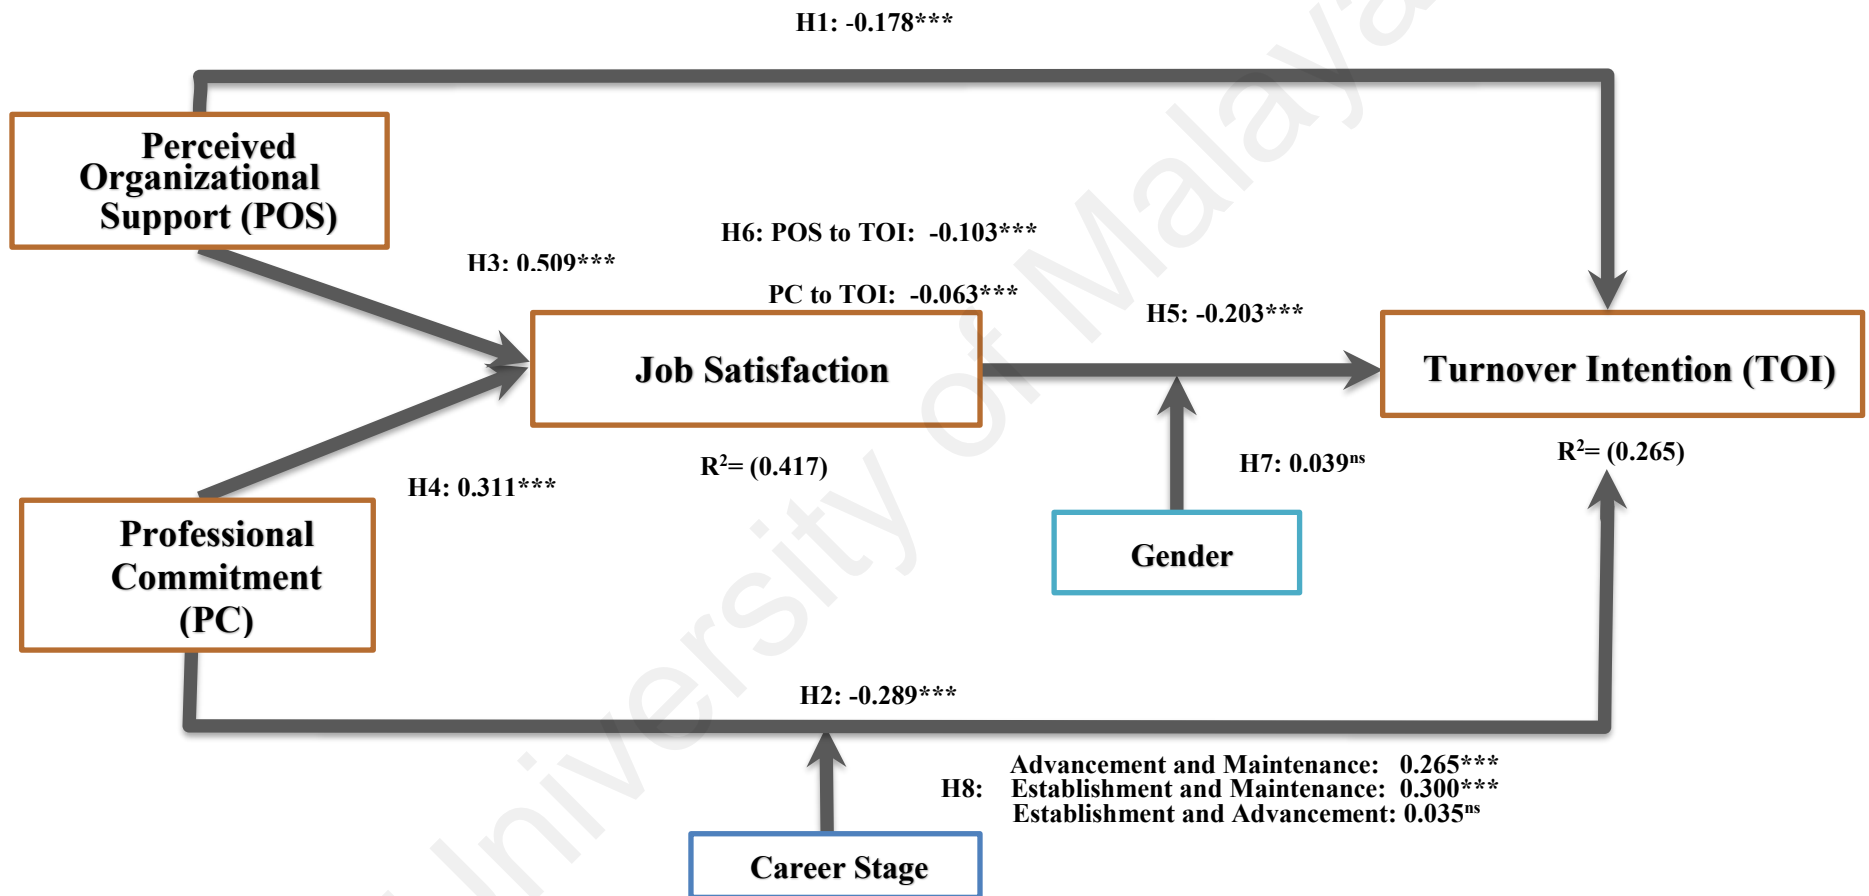 H1: -0.178***
Perceived
Organizational
Support (POS)
H6: POS to TOI: -0.103***
H3: 0.509***
PC to TOI: -0.063***
H5: -0.203***
Job Satisfaction
Turnover Intention (TOI)
R²= (0.417)
R²= (0.265)
H7: 0.039ⁿˢ
H4: 0.311***
Professional
Commitment
(PC)
Gender
H2: -0.289***
Advancement and Maintenance: 0.265***
H8: Establishment and Maintenance: 0.300***
Establishment and Advancement: 0.035ⁿˢ
Career Stage
University of Malaya